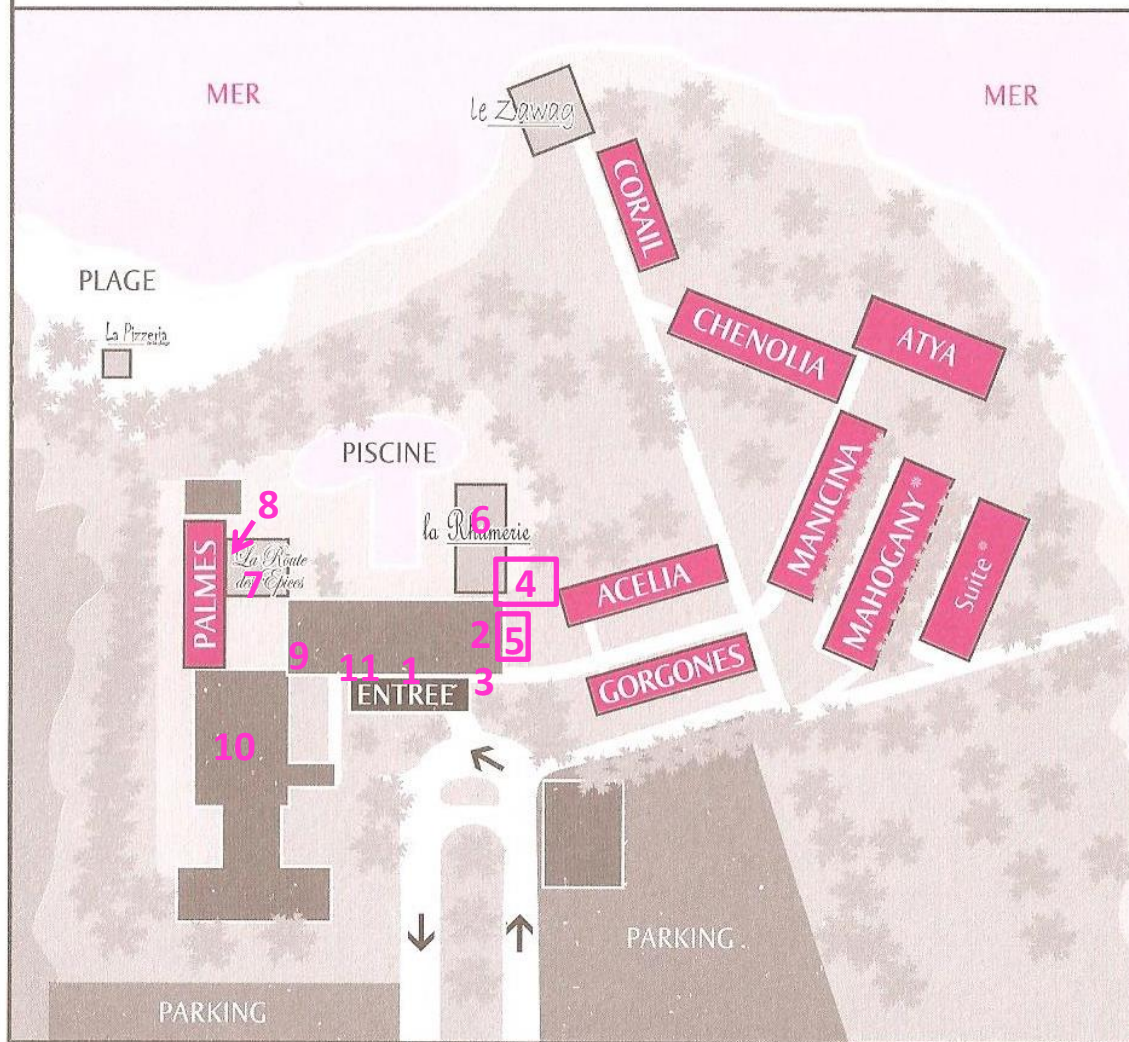 MER
MER
le Zawag
CORAIL
PLAGE
La Pizzeria
CHENOLIA
ATYA
PISCINE
MANICINA
MAHOGANY *
Suite *
8
6
la Rhumerie
PALMES
La Route
des Epices
7
4
ACELIA
2
5
9
11
1
3
GORGONES
ENTREE
10
PARKING
PARKING